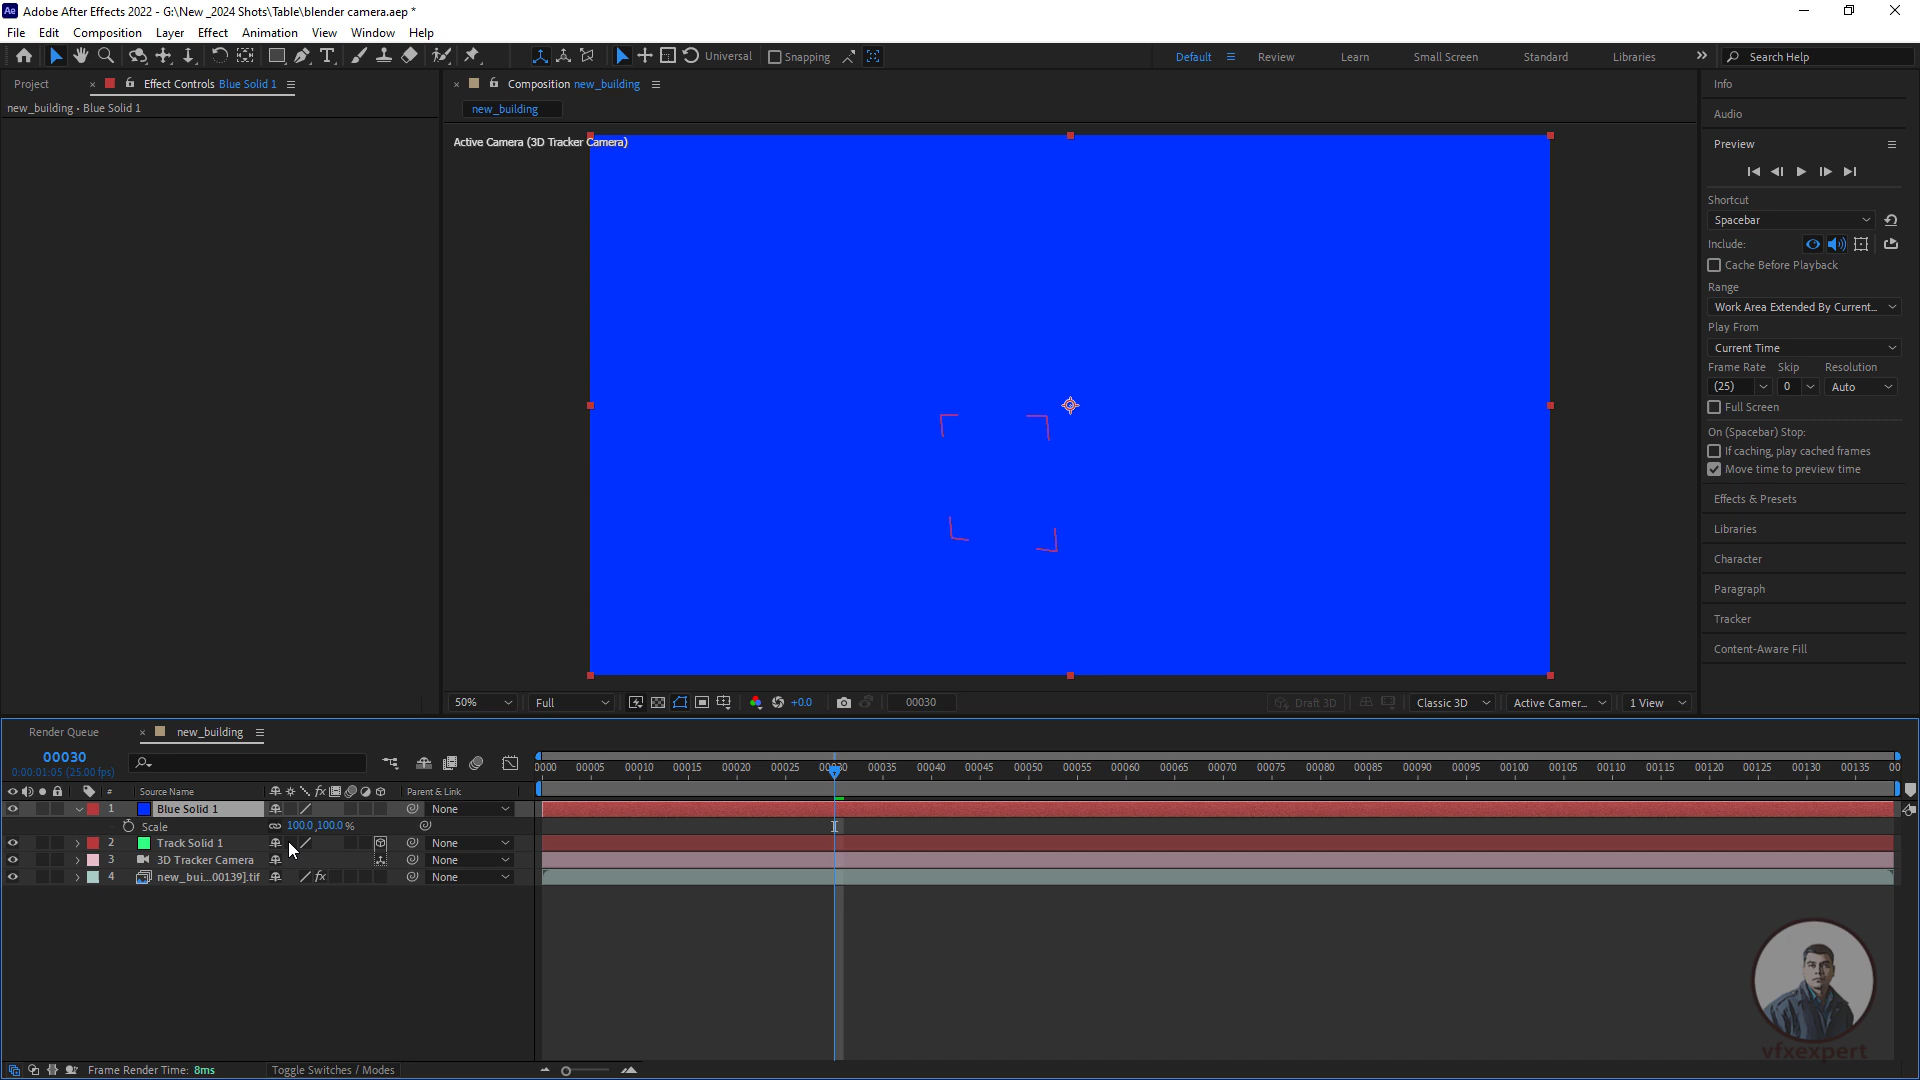 Ae Adobe After Effects 2022 - G:\New _2024 Shots\Table\blender camera.aep *
File Edit Composition Layer Effect Animation View Window Help
Universal Snapping Default Review Learn Small Screen Standard Libraries Search Help
Project Effect Controls Blue Solid 1 Composition new_building Info
new_building • Blue Solid 1 new_building
Audio
Active Camera (3D Tracker Camera)
Preview
Shortcut
Spacebar
Include:
Cache Before Playback
Range
Work Area Extended By Current...
Play From
Current Time
Frame Rate Skip Resolution
(25) 0 Auto
Full Screen
On (Spacebar) Stop:
If caching, play cached frames
Move time to preview time
Effects & Presets
Libraries
Character
Paragraph
Tracker
Content-Aware Fill
50% Full +0.0 00030 Draft 3D Classic 3D Active Camer... 1 View
Render Queue new_building
00030
0:00:01:05 (25.00 fps)
0000 00005 00010 00015 00020 00025 00030 00035 00040 00045 00050 00055 00060 00065 00070 00075 00080 00085 00090 00095 00100 00105 00110 00115 00120 00125 00130 00135 00
# Source Name Parent & Link
1 Blue Solid 1 None
Scale 100.0,100.0 %
2 Track Solid 1 None
3 3D Tracker Camera None
4 new_bui...00139].tif fx None
Frame Render Time: 8ms Toggle Switches / Modes
vfxexpert